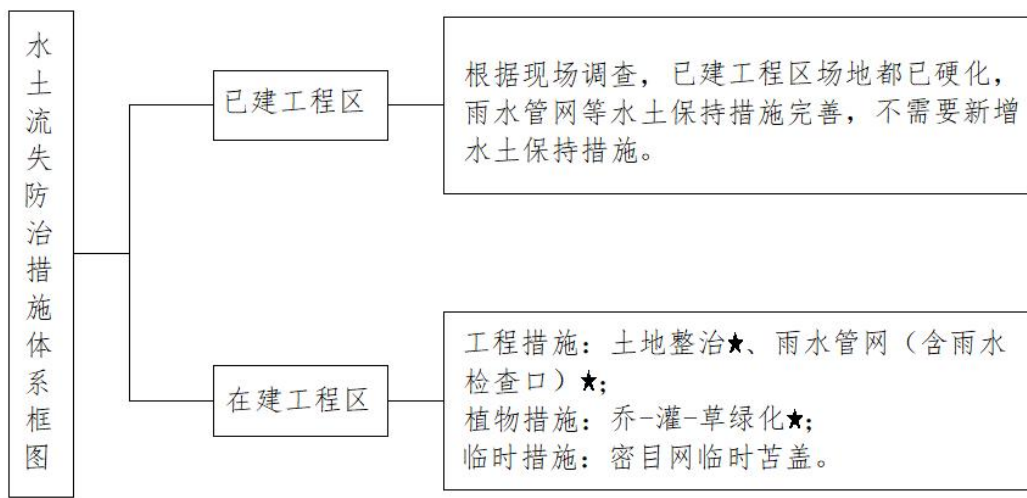 水土流失防治措施体系框图
已建工程区
根据现场调查，已建工程区场地都已硬化，
雨水管网等水土保持措施完善，不需要新增
水土保持措施。
在建工程区
工程措施：土地整治★、雨水管网（含雨水
检查口）★；
植物措施：乔-灌-草绿化★；
临时措施：密目网临时苫盖。